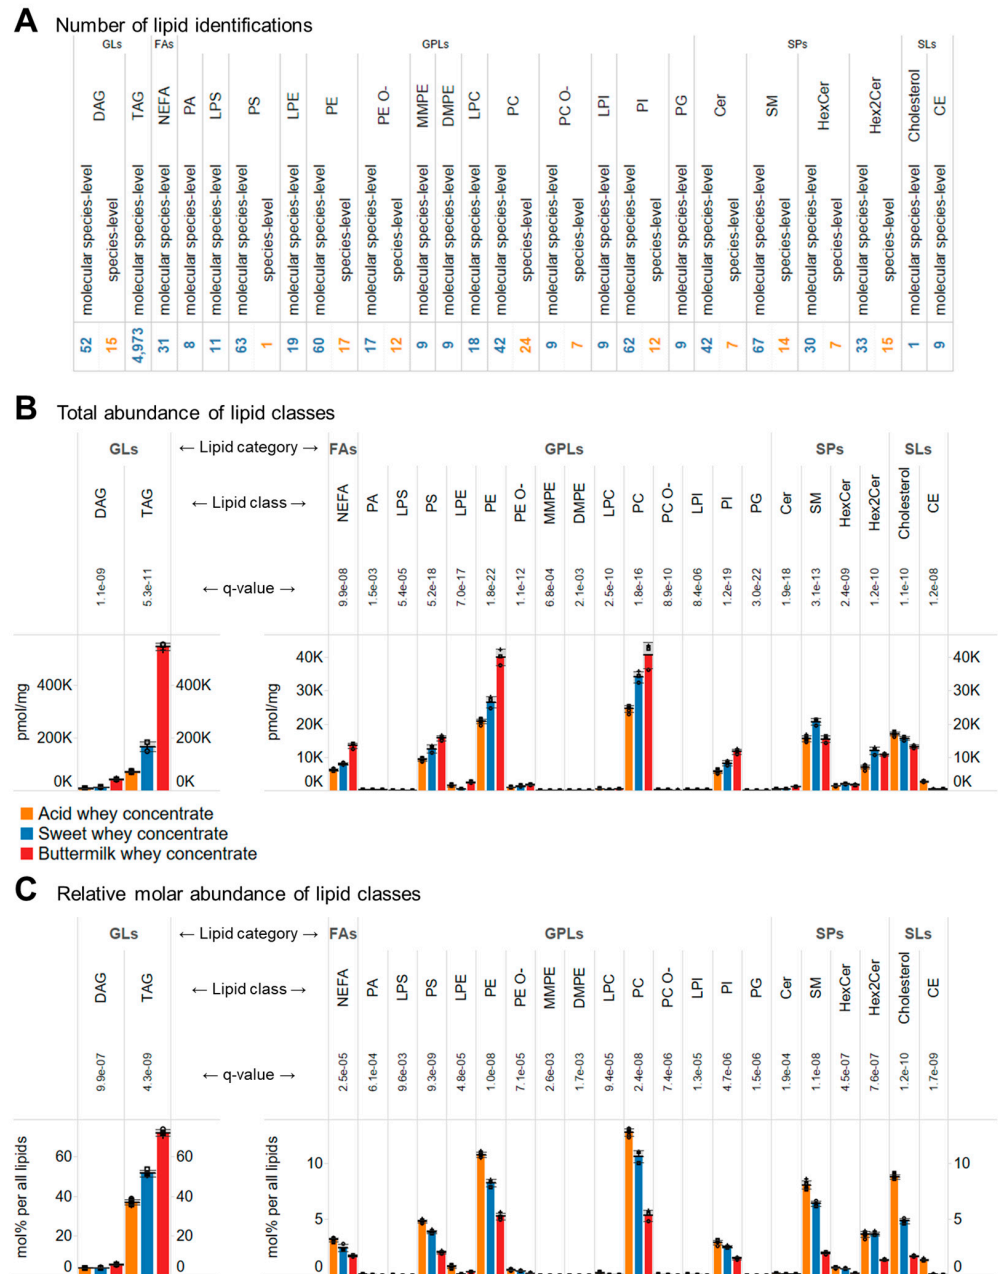 A Number of lipid identifications
GLs FAs GPLs SPs SLs
DAG TAG NEFA PA LPS PS LPE PE PE O- MMPE DMPE LPC PC PC O- LPI PI PG Cer SM HexCer Hex2Cer Cholesterol CE
molecular species-level species-level molecular species-level molecular species-level molecular species-level molecular species-level molecular species-level species-level molecular species-level molecular species-level species-level molecular species-level species-level molecular species-level molecular species-level molecular species-level molecular species-level species-level molecular species-level species-level molecular species-level molecular species-level species-level molecular species-level molecular species-level species-level molecular species-level species-level molecular species-level species-level molecular species-level species-level molecular species-level molecular species-level
52 15 4,973 31 8 11 63 1 19 60 17 17 12 9 9 18 42 24 9 7 9 62 12 9 42 7 67 14 30 7 33 15 1 9
B Total abundance of lipid classes
GLs ← Lipid category → FAs GPLs SPs SLs
DAG TAG ← Lipid class → NEFA PA LPS PS LPE PE PE O- MMPE DMPE LPC PC PC O- LPI PI PG Cer SM HexCer Hex2Cer Cholesterol CE
1.1e-09 5.3e-11 ← q-value → 9.9e-08 1.5e-03 5.4e-05 5.2e-18 7.0e-17 1.8e-22 1.1e-12 6.8e-04 2.1e-03 2.5e-10 1.8e-16 8.9e-10 8.4e-06 1.2e-19 3.0e-22 1.9e-18 3.1e-13 2.4e-09 1.2e-10 1.1e-10 1.2e-08
pmol/mg pmol/mg
40K 40K
400K 400K 30K 30K
200K 200K 20K 20K
10K 10K
0K 0K 0K 0K
Acid whey concentrate
Sweet whey concentrate
Buttermilk whey concentrate
C Relative molar abundance of lipid classes
GLs ← Lipid category → FAs GPLs SPs SLs
DAG TAG ← Lipid class → NEFA PA LPS PS LPE PE PE O- MMPE DMPE LPC PC PC O- LPI PI PG Cer SM HexCer Hex2Cer Cholesterol CE
9.9e-07 4.3e-09 ← q-value → 2.5e-05 6.1e-04 9.6e-03 9.3e-09 4.8e-05 1.0e-08 7.1e-05 2.6e-03 1.7e-03 9.4e-05 2.4e-08 7.4e-06 1.3e-05 4.7e-06 1.5e-06 1.9e-04 1.1e-08 4.5e-07 7.6e-07 1.2e-10 1.7e-09
mol% per all lipids mol% per all lipids
60 60 10 10
40 40
20 20 5 5
0 0 0 0